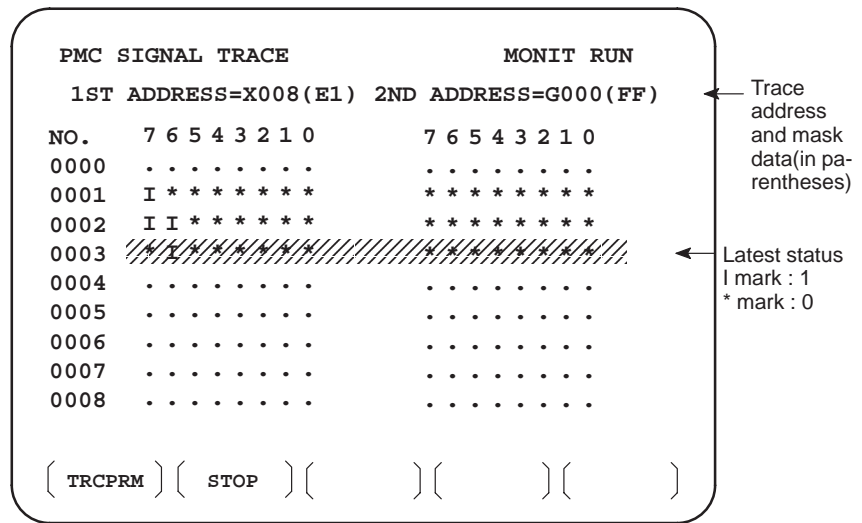 PMC SIGNAL TRACE MONIT RUN
1ST ADDRESS=X008(E1) 2ND ADDRESS=G000(FF)
NO. 7 6 5 4 3 2 1 0 7 6 5 4 3 2 1 0
0000 . . . . . . . . . . . . . . . .
0001 I * * * * * * * * * * * * * * *
0002 I I * * * * * * * * * * * * * *
0003 * I * * * * * * * * * * * * * *
0004 . . . . . . . . . . . . . . . .
0005 . . . . . . . . . . . . . . . .
0006 . . . . . . . . . . . . . . . .
0007 . . . . . . . . . . . . . . . .
0008 . . . . . . . . . . . . . . . .
[ TRCPRM ] [ STOP ] [ ] [ ] [ ]
Trace
address
and mask
data(in pa-
rentheses)
Latest status
I mark : 1
* mark : 0